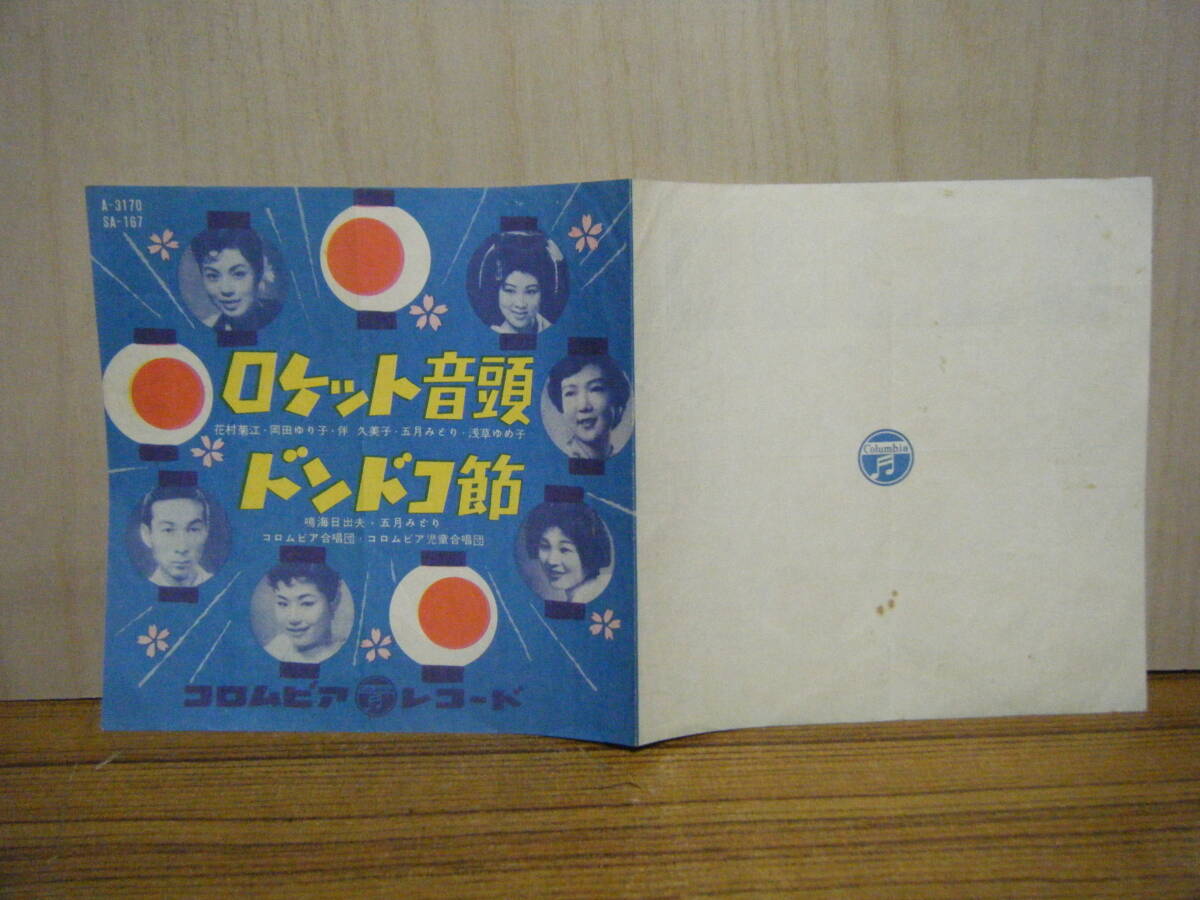 A-3170
SA-167
ロケット音頭
花村菊江・岡田ゆり子・伴 久美子・五月みどり・浅草ゆめ子
ドンドコ節
鳴海日出夫・五月みどり
コロムビア合唱団・コロムビア児童合唱団
コロムビア レコード
Columbia